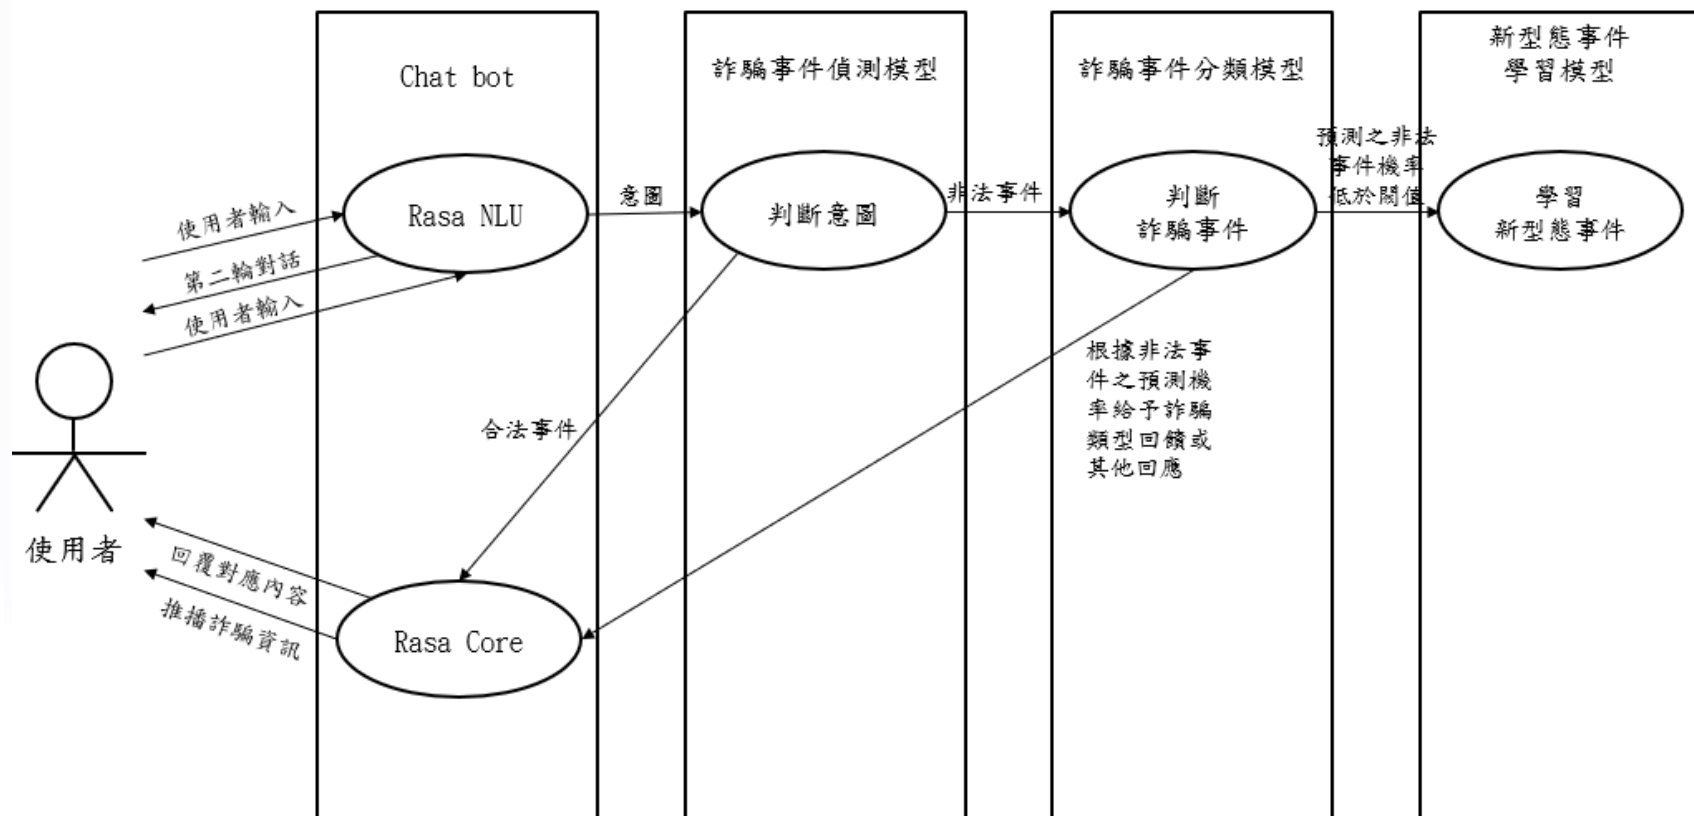 Chat bot
詐騙事件偵測模型
詐騙事件分類模型
新型態事件
學習模型
使用者輸入
Rasa NLU
意圖
判斷意圖
非法事件
判斷
詐騙事件
預測之非法
事件機率
低於閥值
學習
新型態事件
第二輪對話
使用者輸入
合法事件
根據非法事
件之預測機
率給予詐騙
類型回饋或
其他回應
使用者
回覆對應內容
推播詐騙資訊
Rasa Core